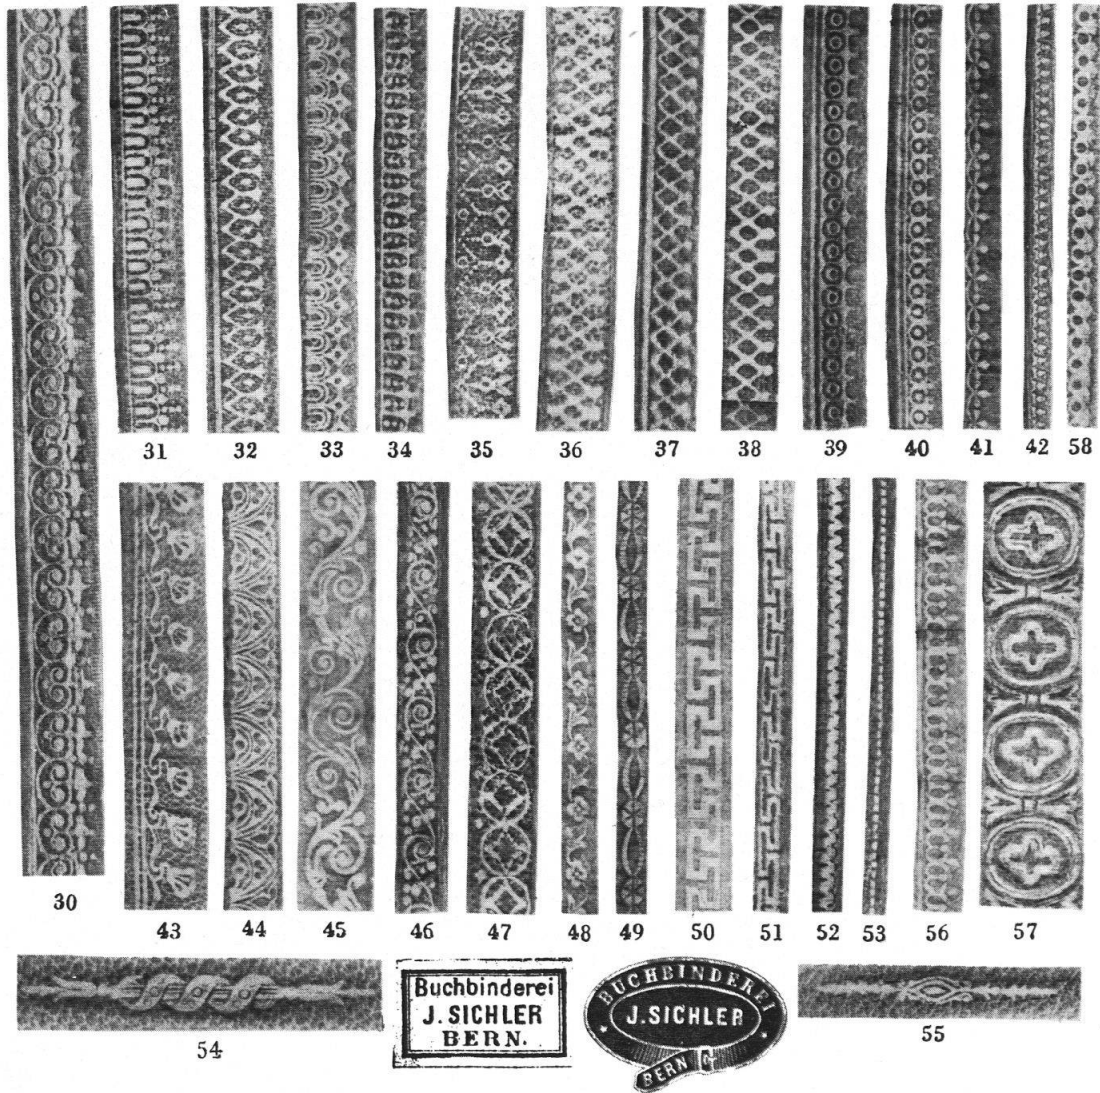 31 32 33 34 35 36 37 38 39 40 41 42 58
30 43 44 45 46 47 48 49 50 51 52 53 56 57
54
Buchbinderei
J. SICHLER
BERN.
BUCHBINDEREI
J. SICHLER
BERN
55